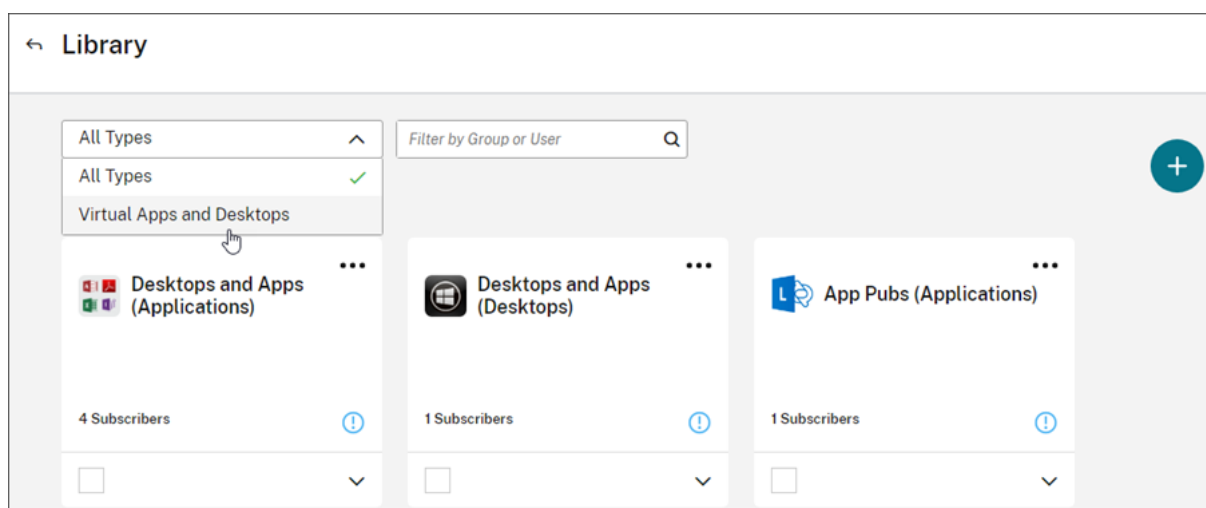 Library
All Types
Filter by Group or User
All Types
Virtual Apps and Desktops
Desktops and Apps
(Applications)
4 Subscribers
Desktops and Apps
(Desktops)
1 Subscribers
L
App Pubs (Applications)
1 Subscribers